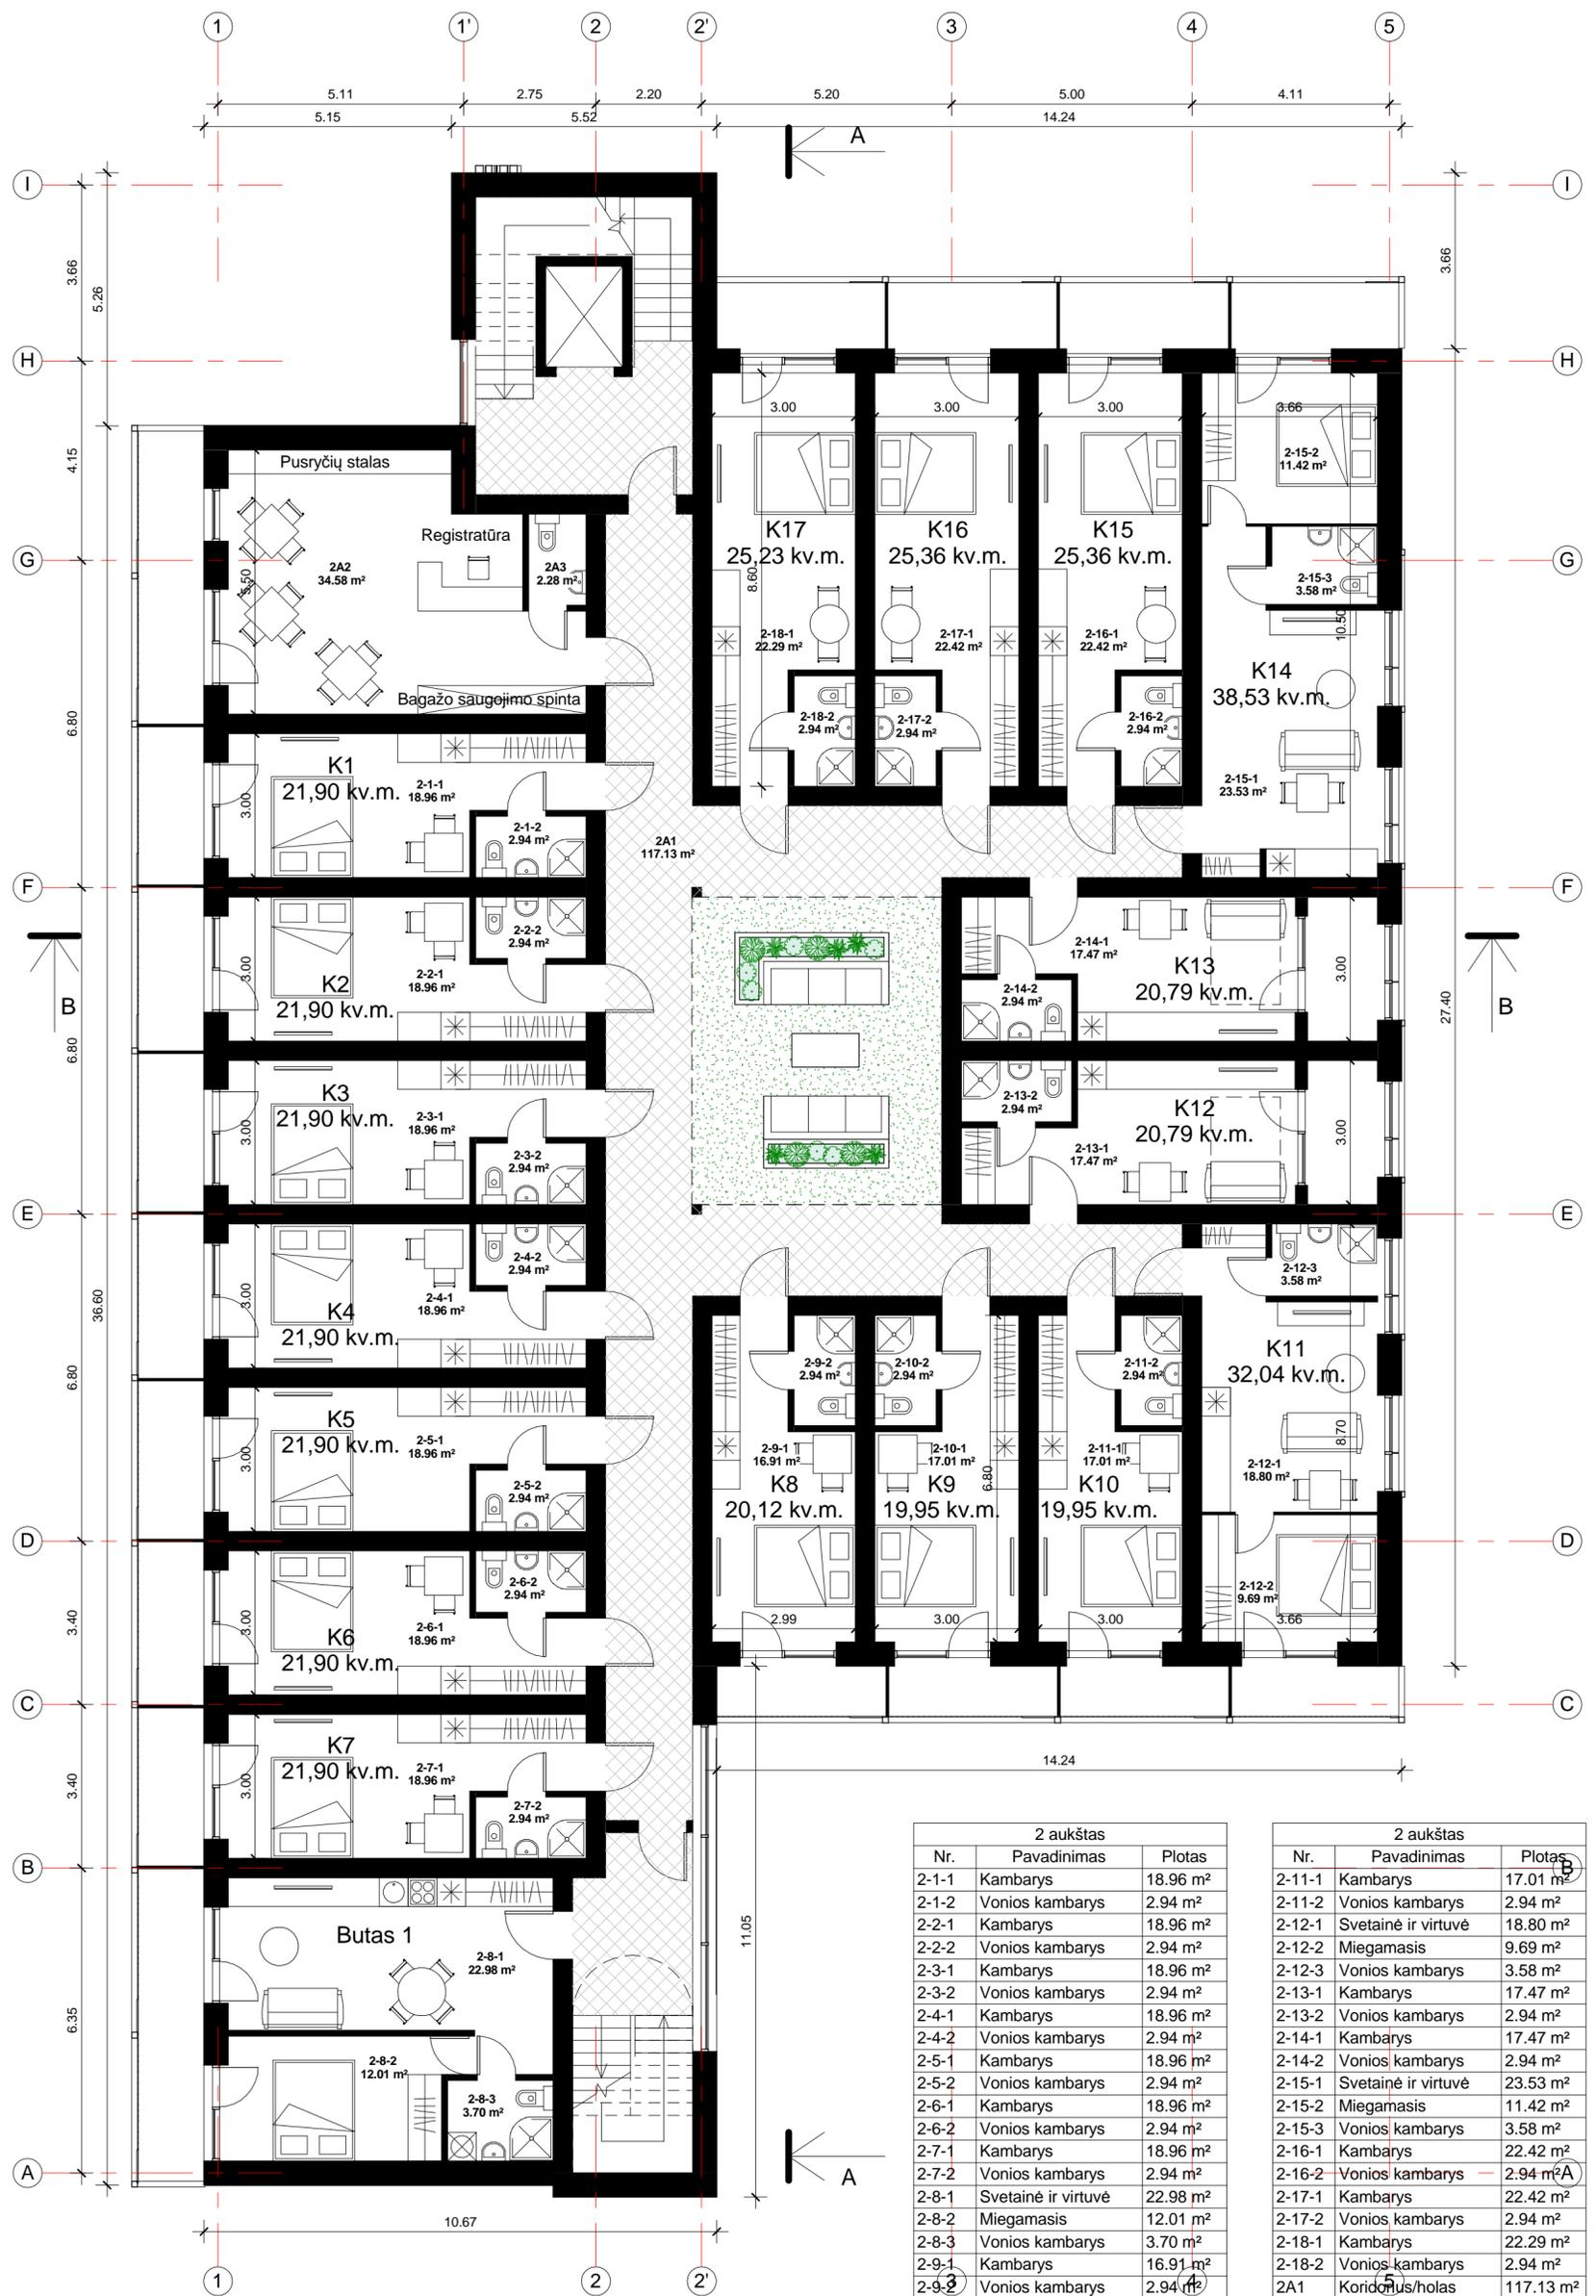 1 1' 2 2' 3 4 5
5.11 2.75 2.20 5.20 5.00 4.11
5.15 5.52 14.24
A
I I
3.66 5.26 3.66
H H
3.00 3.00 3.00 3.66
4.15
Pusryčių stalas
2-15-2
11.42 m²
Registratūra
K17 K16 K15
25,23 kv.m. 25,36 kv.m. 25,36 kv.m.
G G
2A2
34.58 m²
2A3
2.28 m²
5.50 8.60
2-15-3
3.58 m²
10.50
2-18-1 2-17-1 2-16-1
22.29 m² 22.42 m² 22.42 m²
K14
38,53 kv.m.
Bagažo saugojimo spinta
6.80
2-18-2 2-17-2 2-16-2
2.94 m² 2.94 m² 2.94 m²
K1
21,90 kv.m.
2-1-1
18.96 m²
3.00
2-15-1
23.53 m²
2-1-2
2.94 m²
2A1
117.13 m²
F F
2-2-2
2.94 m²
2-2-1
18.96 m²
3.00
K2
21,90 kv.m.
2-14-1
17.47 m²
K13
20,79 kv.m.
3.00
2-14-2
2.94 m²
B B
27.40
6.80
K3
21,90 kv.m.
2-3-1
18.96 m²
3.00
2-13-2
2.94 m²
K12
20,79 kv.m.
3.00
2-13-1
17.47 m²
2-3-2
2.94 m²
E E
2-4-2
2.94 m²
2-4-1
18.96 m²
3.00
K4
21,90 kv.m.
36.60
2-12-3
3.58 m²
K11
32,04 kv.m.
6.80
2-9-2 2-10-2 2-11-2
2.94 m² 2.94 m² 2.94 m²
K5
21,90 kv.m.
2-5-1
18.96 m²
3.00
8.70
2-9-1 2-10-1 2-11-1
16.91 m² 17.01 m² 17.01 m²
2-12-1
18.80 m²
2-5-2
2.94 m²
K8 K9 K10
20,12 kv.m. 19,95 kv.m. 19,95 kv.m.
6.80
D D
2-6-2
2.94 m²
2-6-1
18.96 m²
3.00
K6
21,90 kv.m.
3.40
2-12-2
9.69 m²
2.99 3.00 3.00 3.66
C C
K7
21,90 kv.m.
2-7-1
18.96 m²
3.00
3.40
14.24
2-7-2
2.94 m²
B B
Butas 1
2-8-1
22.98 m²
11.05
6.35
2-8-2
12.01 m²
2-8-3
3.70 m²
A A
A
10.67
1 2 2' 3 4 5
2 aukštas
Nr. Pavadinimas Plotas
2-1-1 Kambarys 18.96 m²
2-1-2 Vonios kambarys 2.94 m²
2-2-1 Kambarys 18.96 m²
2-2-2 Vonios kambarys 2.94 m²
2-3-1 Kambarys 18.96 m²
2-3-2 Vonios kambarys 2.94 m²
2-4-1 Kambarys 18.96 m²
2-4-2 Vonios kambarys 2.94 m²
2-5-1 Kambarys 18.96 m²
2-5-2 Vonios kambarys 2.94 m²
2-6-1 Kambarys 18.96 m²
2-6-2 Vonios kambarys 2.94 m²
2-7-1 Kambarys 18.96 m²
2-7-2 Vonios kambarys 2.94 m²
2-8-1 Svetainė ir virtuvė 22.98 m²
2-8-2 Miegamasis 12.01 m²
2-8-3 Vonios kambarys 3.70 m²
2-9-1 Kambarys 16.91 m²
2-9-2 Vonios kambarys 2.94 m²
2 aukštas
Nr. Pavadinimas Plotas
2-11-1 Kambarys 17.01 m²
2-11-2 Vonios kambarys 2.94 m²
2-12-1 Svetainė ir virtuvė 18.80 m²
2-12-2 Miegamasis 9.69 m²
2-12-3 Vonios kambarys 3.58 m²
2-13-1 Kambarys 17.47 m²
2-13-2 Vonios kambarys 2.94 m²
2-14-1 Kambarys 17.47 m²
2-14-2 Vonios kambarys 2.94 m²
2-15-1 Svetainė ir virtuvė 23.53 m²
2-15-2 Miegamasis 11.42 m²
2-15-3 Vonios kambarys 3.58 m²
2-16-1 Kambarys 22.42 m²
2-16-2 Vonios kambarys 2.94 m²
2-17-1 Kambarys 22.42 m²
2-17-2 Vonios kambarys 2.94 m²
2-18-1 Kambarys 22.29 m²
2-18-2 Vonios kambarys 2.94 m²
2A1 Koridorius/holas 117.13 m²